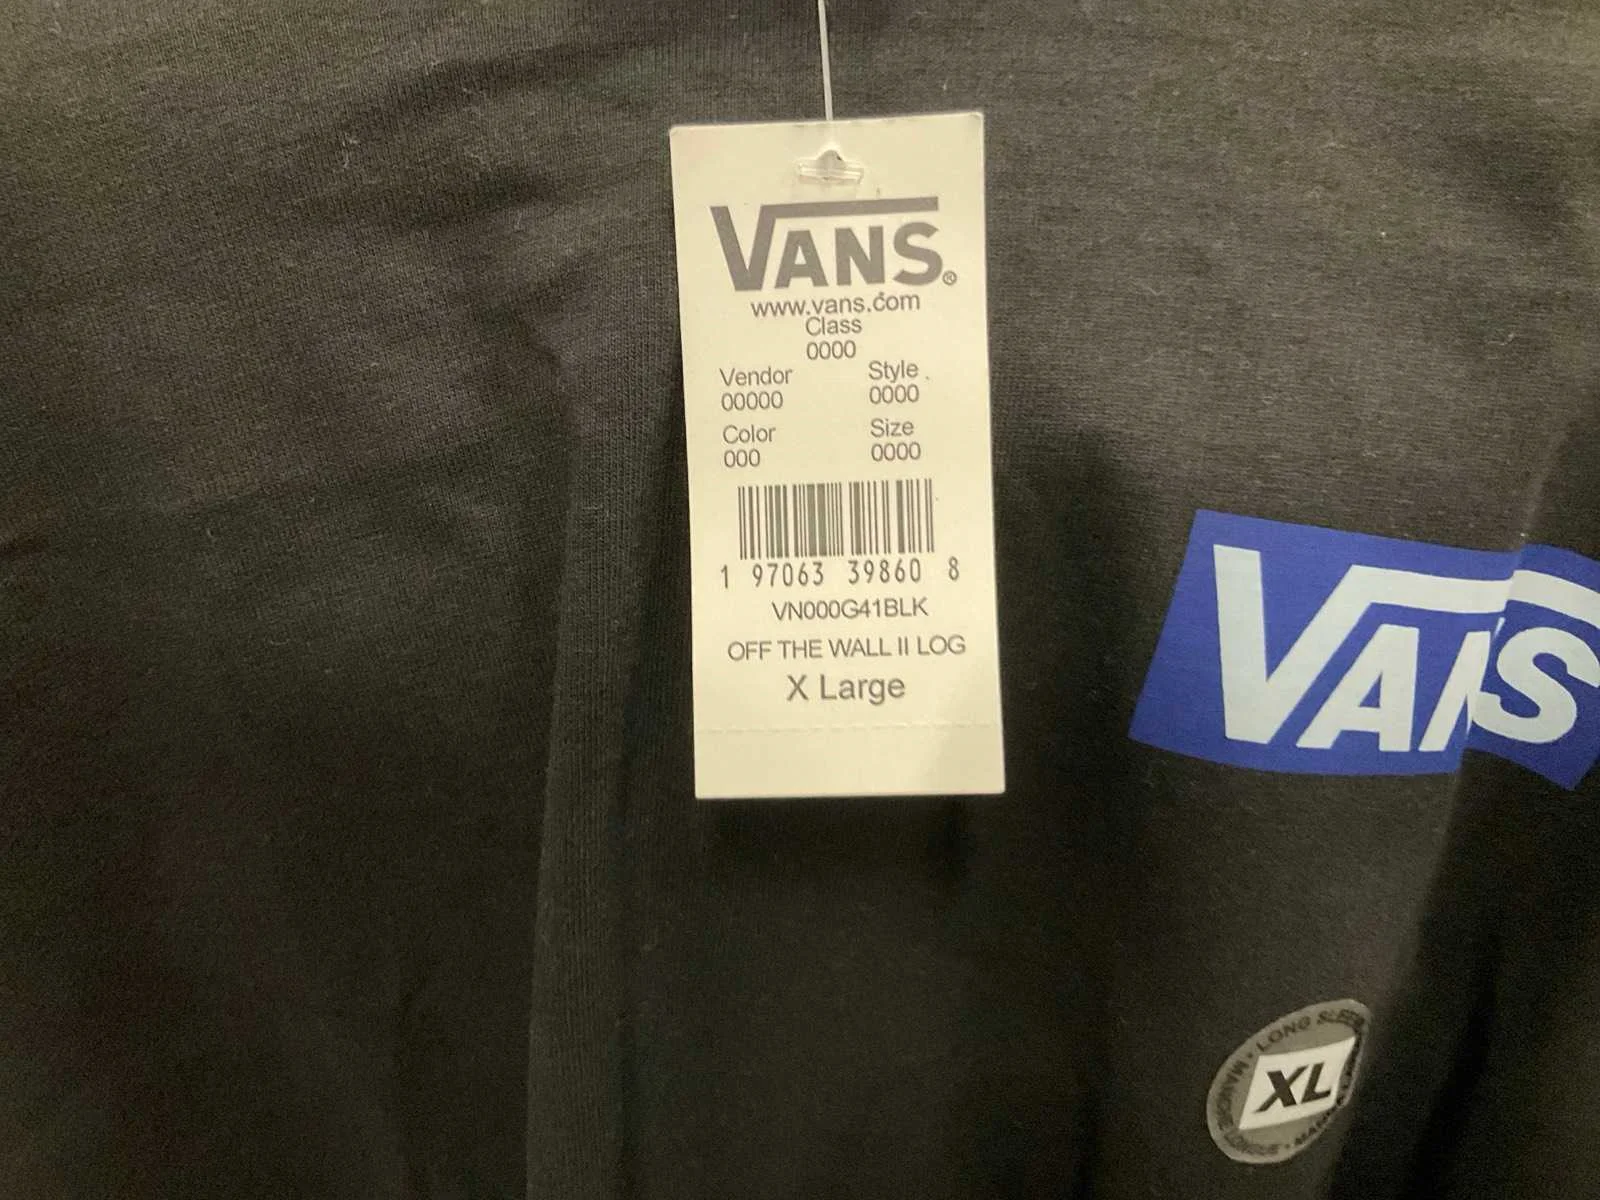 VANS®
www.vans.com
Class
0000
Vendor Style
00000 0000
Color Size
000 0000
1 97063 39860 8
VN000G41BLK
OFF THE WALL II LOG
X Large
VANS
LONG
XL